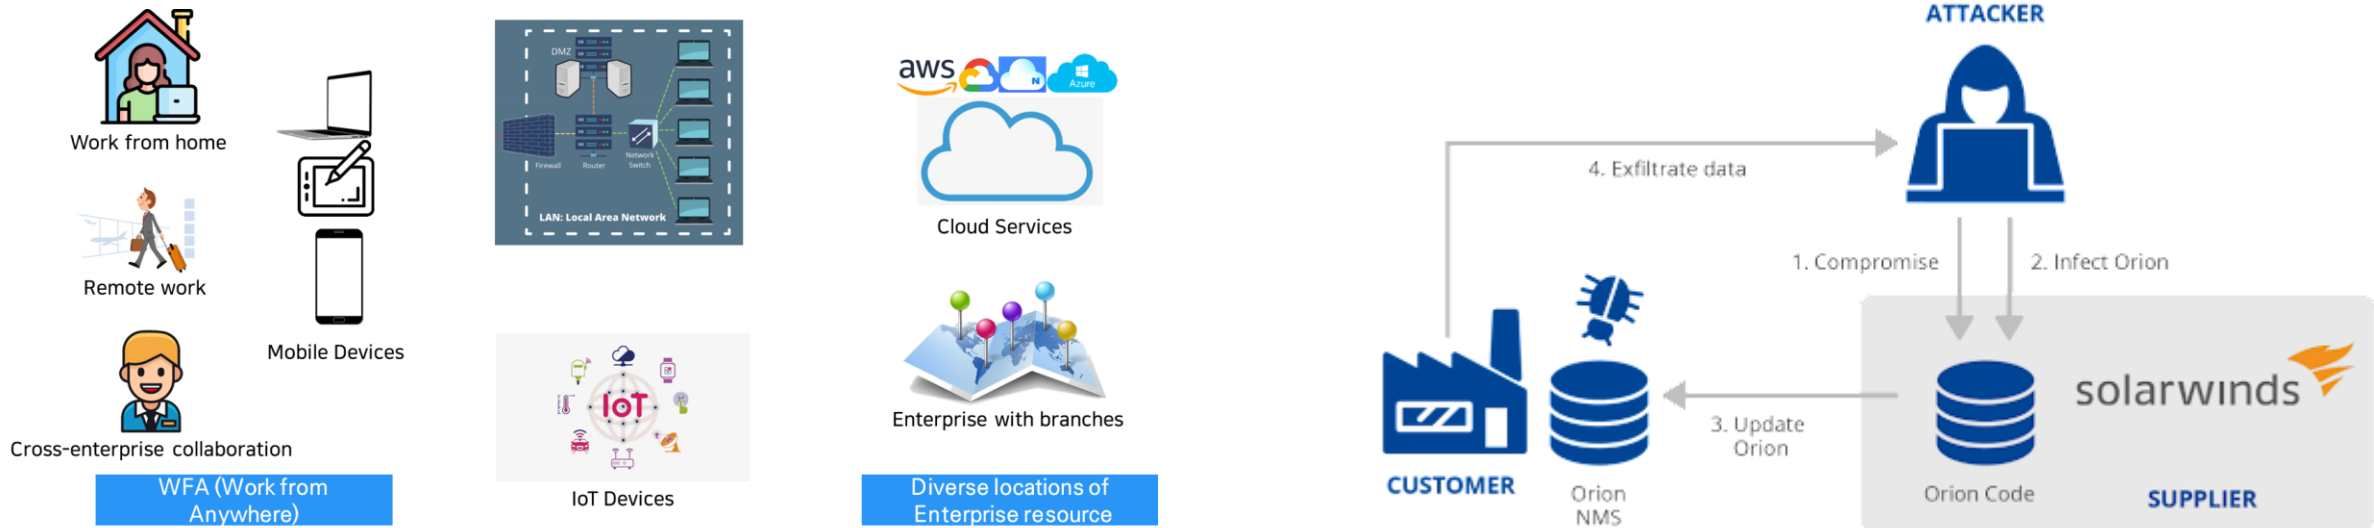 Work from home
Remote work
Cross-enterprise collaboration
Mobile Devices
WFA (Work from
Anywhere)
DMZ
Firewall
Router
Network
Switch
LAN: Local Area Network
IoT
IoT Devices
aws
N
Azure
Cloud Services
Enterprise with branches
Diverse locations of
Enterprise resource
ATTACKER
4. Exfiltrate data
1. Compromise
2. Infect Orion
3. Update
Orion
CUSTOMER
Orion
NMS
Orion Code
solarwinds
SUPPLIER